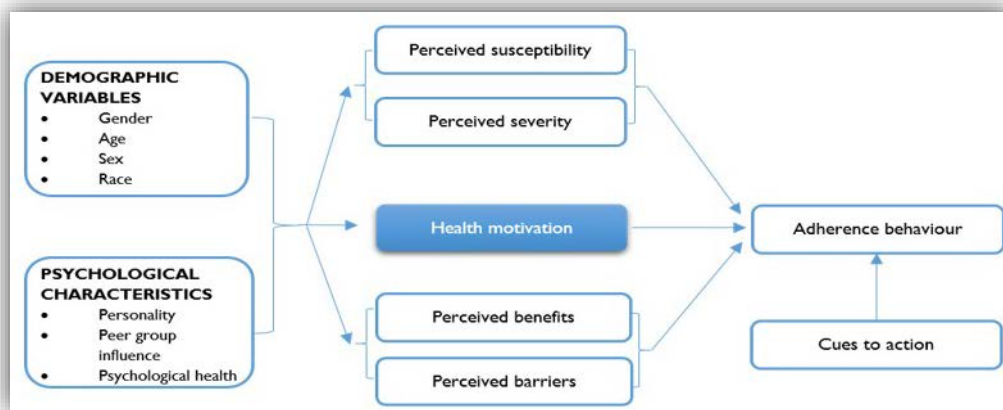 DEMOGRAPHIC
VARIABLES
• Gender
• Age
• Sex
• Race
PSYCHOLOGICAL
CHARACTERISTICS
• Personality
• Peer group
influence
• Psychological health
Perceived susceptibility
Perceived severity
Health motivation
Perceived benefits
Perceived barriers
Adherence behaviour
Cues to action